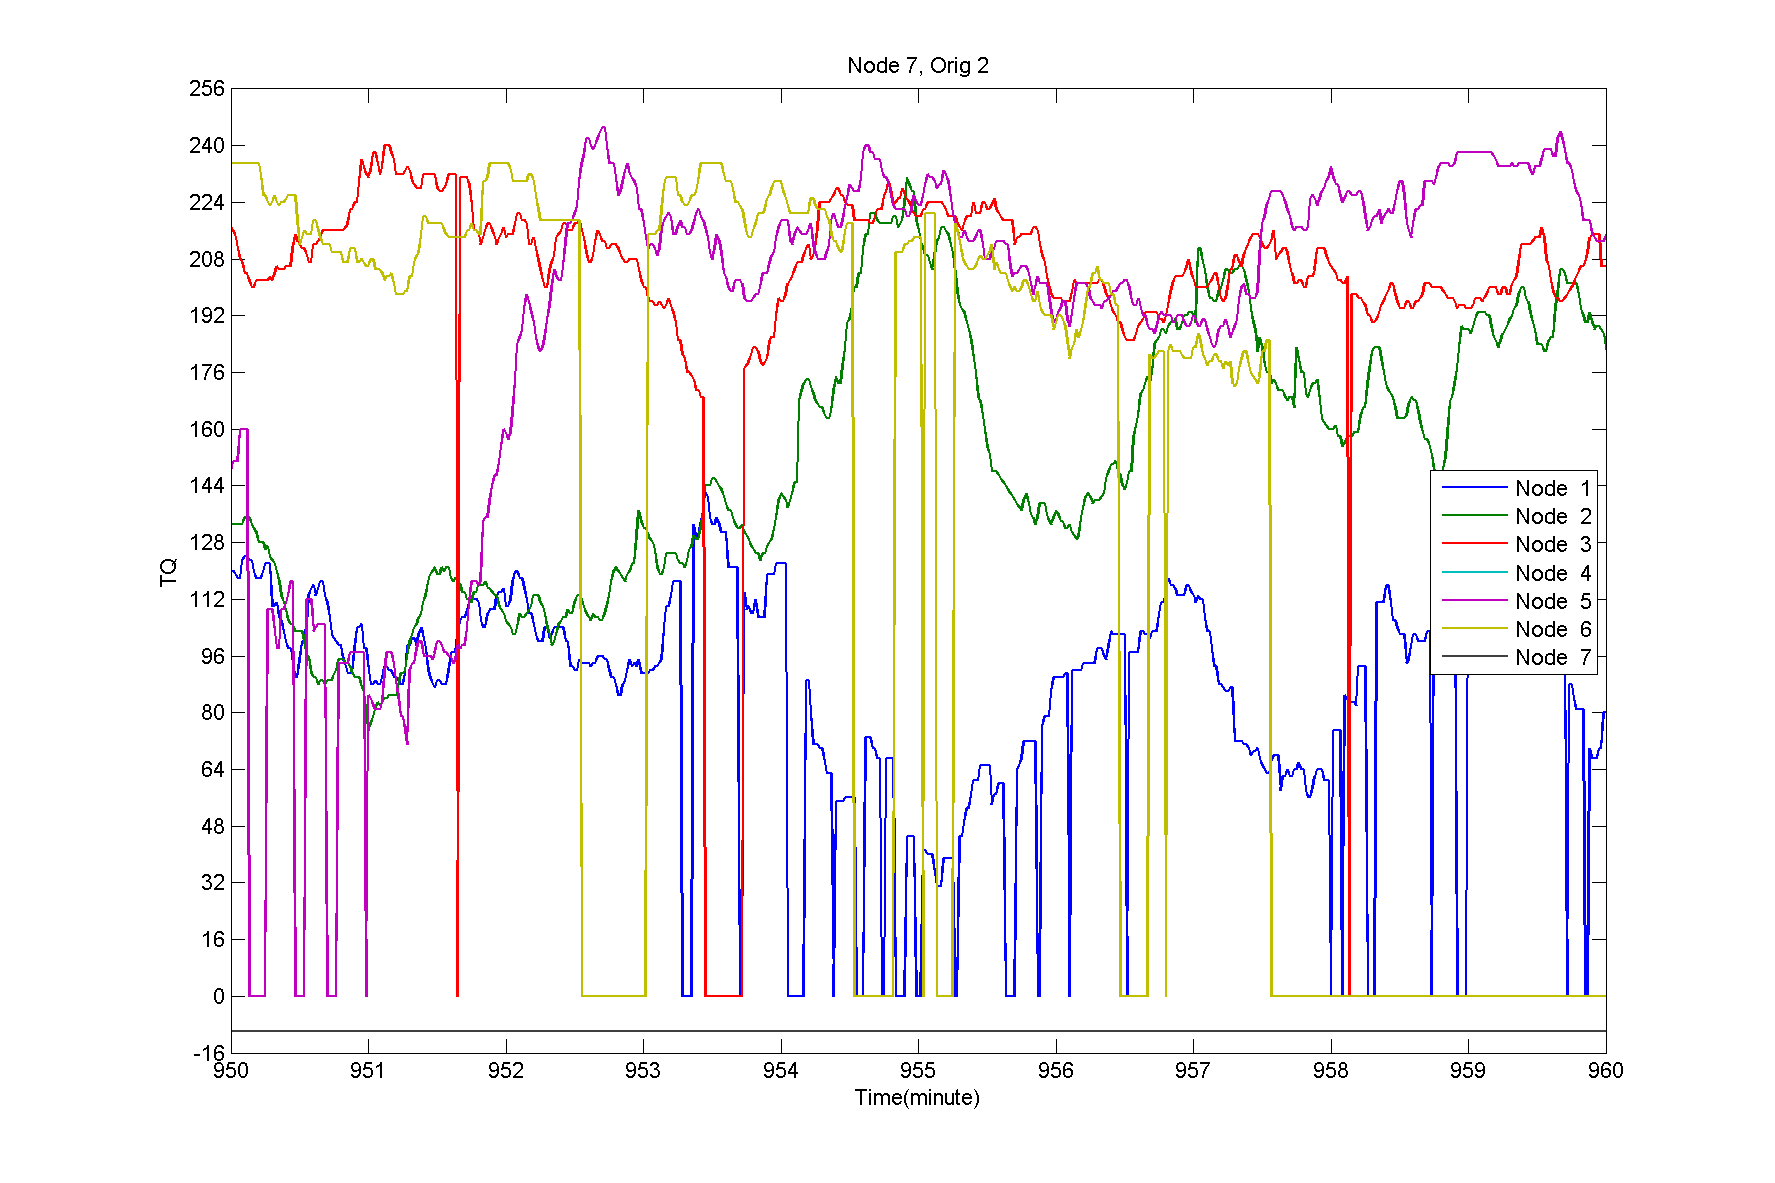 Node 7, Orig 2
256
240
224
208
192
176
160
144
128
112
96
80
64
48
32
16
0
-16
TQ
Node 1
Node 2
Node 3
Node 4
Node 5
Node 6
Node 7
950 951 952 953 954 955 956 957 958 959 960
Time(minute)